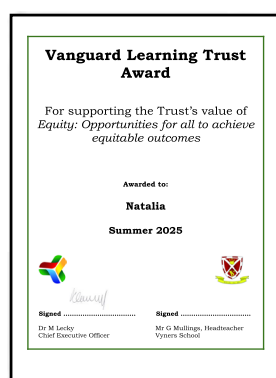 Vanguard Learning Trust
Award
For supporting the Trust's value of
Equity: Opportunities for all to achieve
equitable outcomes
Awarded to:
Natalia
Summer 2025
Signed ................................ Signed ................................
Dr M Lecky Mr G Mullings, Headteacher
Chief Executive Officer Vyners School